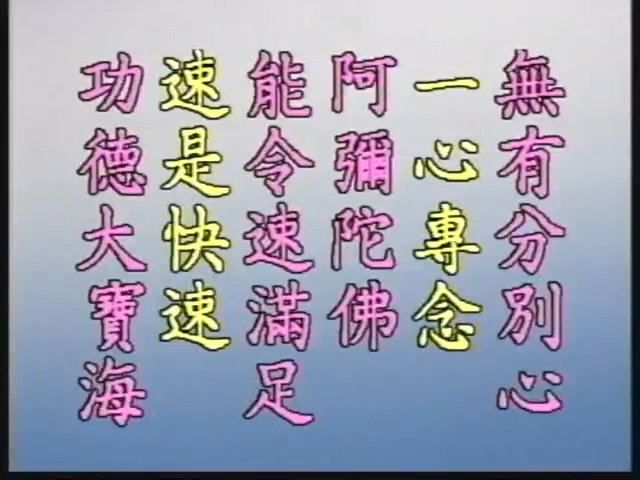 無有分別心
一心專念
阿彌陀佛
能令速滿足
速是快速
功德大寶海